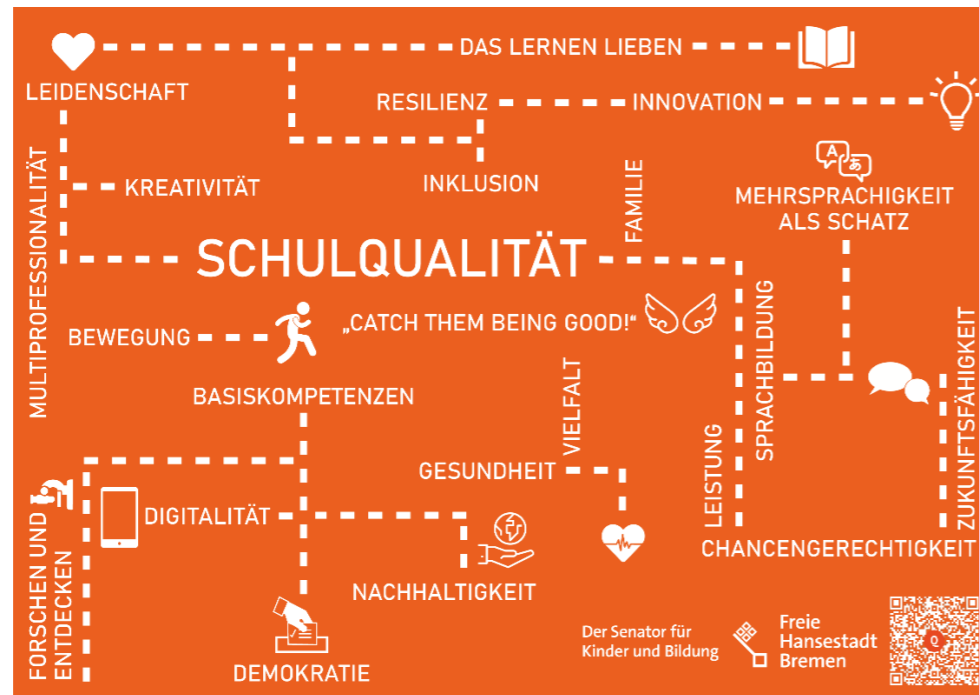 DAS LERNEN LIEBEN
LEIDENSCHAFT
RESILIENZ
INNOVATION
MULTIPROFESSIONALITÄT
KREATIVITÄT
INKLUSION
FAMILIE
A
あ
MEHRSPRACHIGKEIT
ALS SCHATZ
SCHULQUALITÄT
BEWEGUNG
„CATCH THEM BEING GOOD!“
SPRACHBILDUNG
ZUKUNFTSFÄHIGKEIT
BASISKOMPETENZEN
VIELFALT
LEISTUNG
GESUNDHEIT
FORSCHEN UND
ENTDECKEN
DIGITALITÄT
CHANCENGERECHTIGKEIT
NACHHALTIGKEIT
DEMOKRATIE
Der Senator für
Kinder und Bildung
Freie
Hansestadt
Bremen
Q